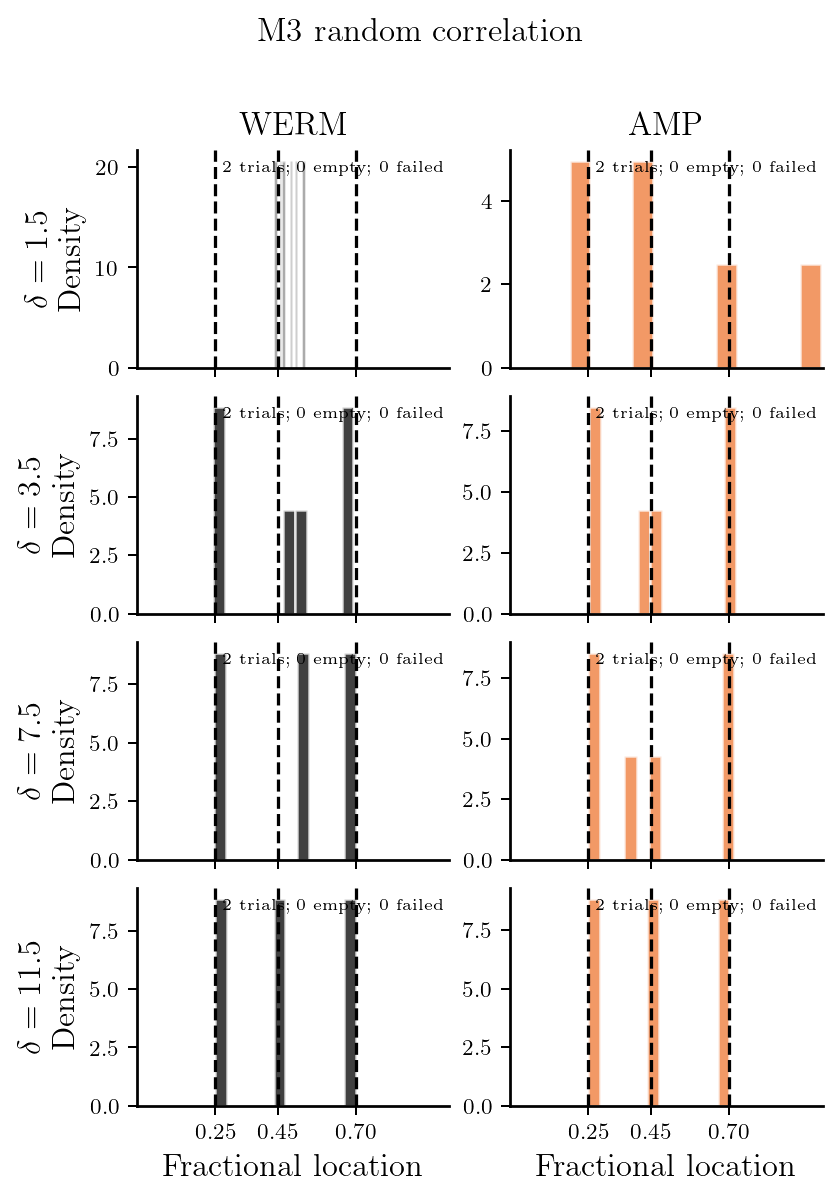 M3 random correlation
WERM
AMP
δ = 1.5
Density
20
10
0
2 trials; 0 empty; 0 failed
4
2
0
2 trials; 0 empty; 0 failed
δ = 3.5
Density
7.5
5.0
2.5
0.0
2 trials; 0 empty; 0 failed
7.5
5.0
2.5
0.0
2 trials; 0 empty; 0 failed
δ = 7.5
Density
7.5
5.0
2.5
0.0
2 trials; 0 empty; 0 failed
7.5
5.0
2.5
0.0
2 trials; 0 empty; 0 failed
δ = 11.5
Density
7.5
5.0
2.5
0.0
2 trials; 0 empty; 0 failed
7.5
5.0
2.5
0.0
2 trials; 0 empty; 0 failed
0.25 0.45 0.70
Fractional location
0.25 0.45 0.70
Fractional location